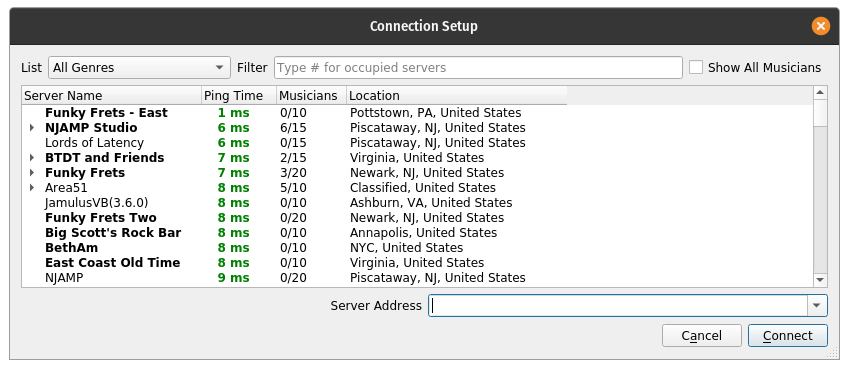 Connection Setup
List All Genres Filter Type # for occupied servers Show All Musicians
Server Name Ping Time Musicians Location
Funky Frets - East 1 ms 0/10 Pottstown, PA, United States
NJAMP Studio 6 ms 6/15 Piscataway, NJ, United States
Lords of Latency 6 ms 0/15 Piscataway, NJ, United States
BTDT and Friends 7 ms 2/15 Virginia, United States
Funky Frets 7 ms 3/20 Newark, NJ, United States
Area51 8 ms 5/10 Classified, United States
JamulusVB(3.6.0) 8 ms 0/10 Ashburn, VA, United States
Funky Frets Two 8 ms 0/20 Newark, NJ, United States
Big Scott's Rock Bar 8 ms 0/10 Annapolis, United States
BethAm 8 ms 0/10 NYC, United States
East Coast Old Time 8 ms 0/10 Virginia, United States
NJAMP 9 ms 0/20 Piscataway, NJ, United States
Server Address
Cancel Connect